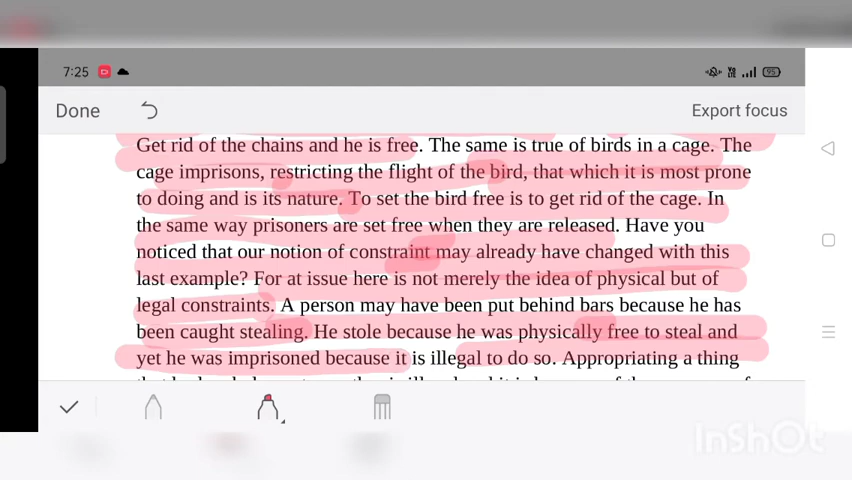 7:25
95
Done
Export focus
Get rid of the chains and he is free. The same is true of birds in a cage. The
cage imprisons, restricting the flight of the bird, that which it is most prone
to doing and is its nature. To set the bird free is to get rid of the cage. In
the same way prisoners are set free when they are released. Have you
noticed that our notion of constraint may already have changed with this
last example? For at issue here is not merely the idea of physical but of
legal constraints. A person may have been put behind bars because he has
been caught stealing. He stole because he was physically free to steal and
yet he was imprisoned because it is illegal to do so. Appropriating a thing
InShOt